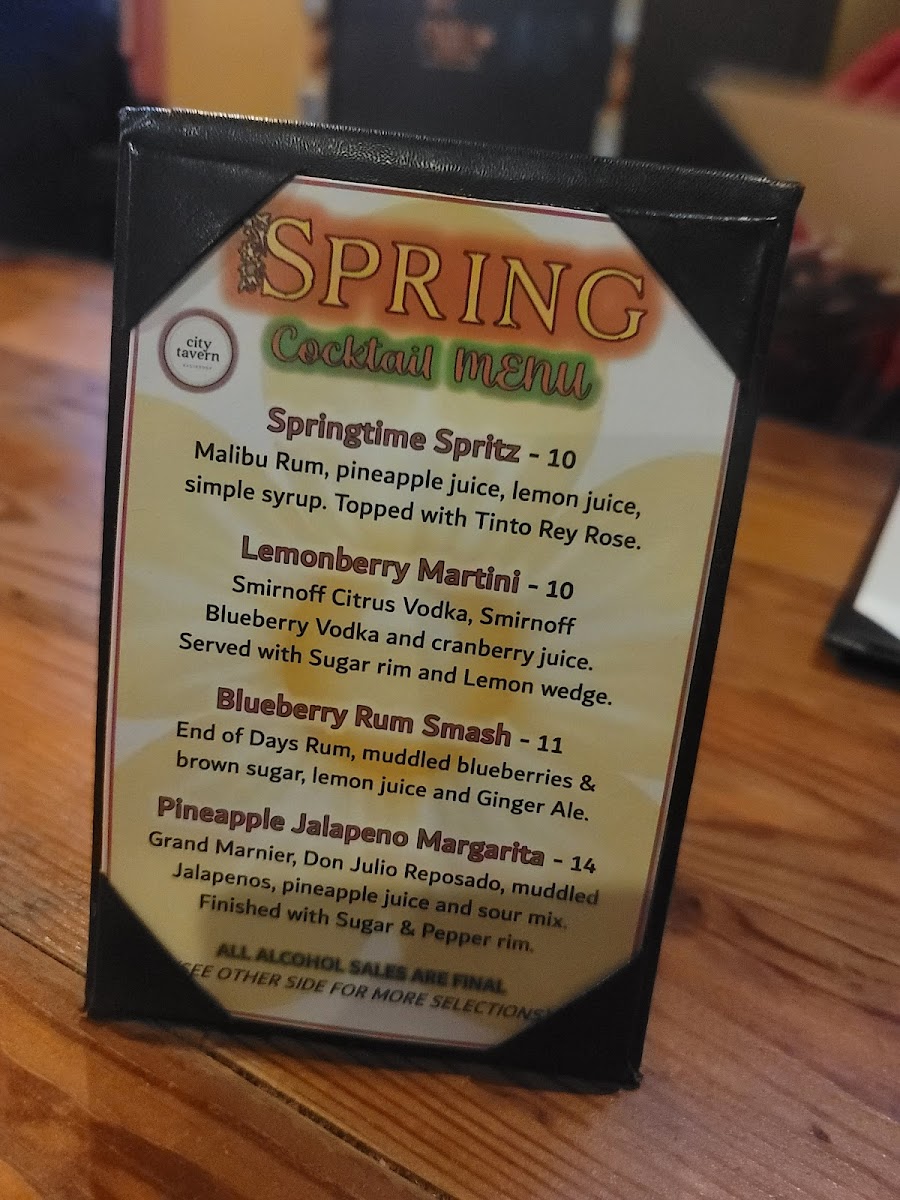 SPRING
Cocktail MENU
city
tavern
Springtime Spritz - 10
Malibu Rum, pineapple juice, lemon juice,
simple syrup. Topped with Tinto Rey Rose.
Lemonberry Martini - 10
Smirnoff Citrus Vodka, Smirnoff
Blueberry Vodka and cranberry juice.
Served with Sugar rim and Lemon wedge.
Blueberry Rum Smash - 11
End of Days Rum, muddled blueberries &
brown sugar, lemon juice and Ginger Ale.
Pineapple Jalapeno Margarita - 14
Grand Marnier, Don Julio Reposado, muddled
Jalapenos, pineapple juice and sour mix.
Finished with Sugar & Pepper rim.
ALL ALCOHOL SALES ARE FINAL
SEE OTHER SIDE FOR MORE SELECTIONS